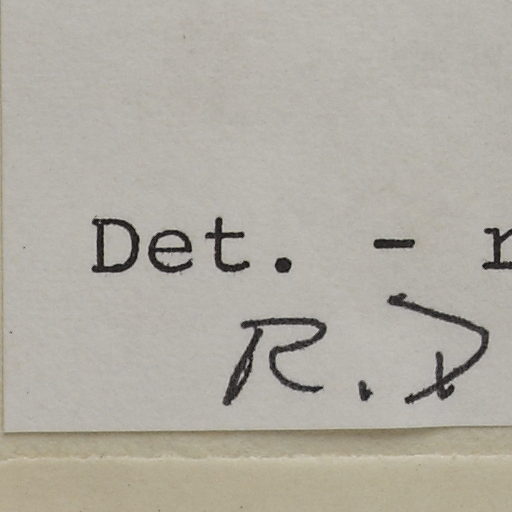 Det. - r
R. D